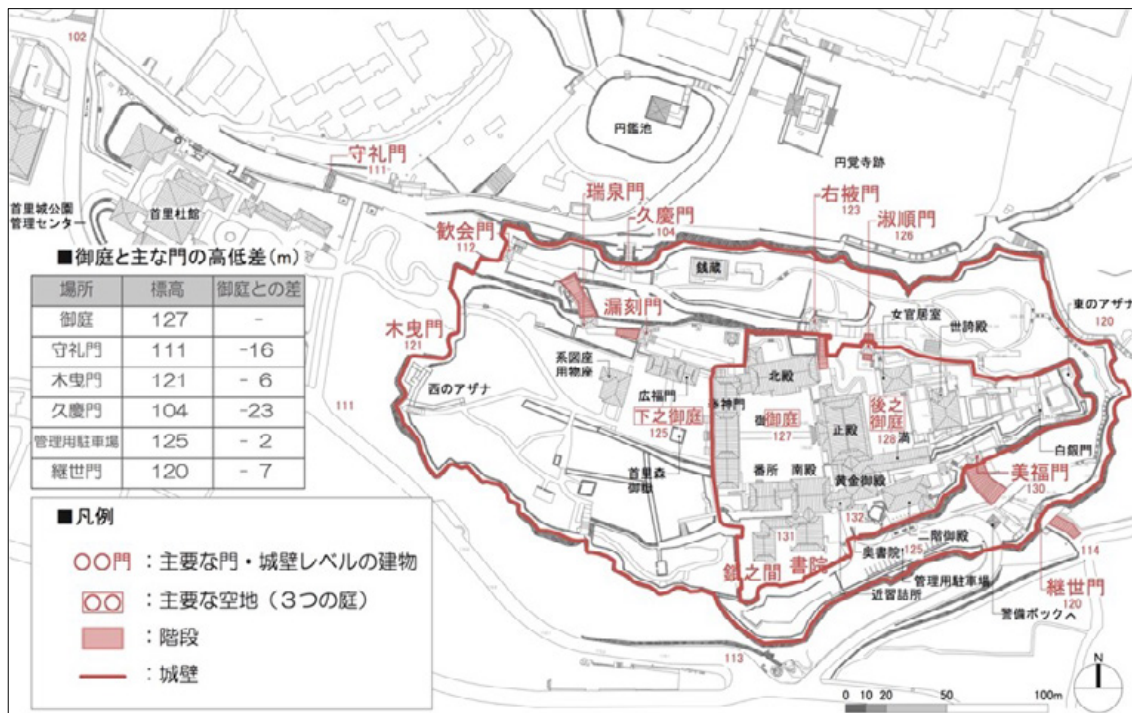 102
円鑑池
守礼門
111
円覚寺跡
瑞泉門
右掖門
123
首里城公園
管理センター
首里杜館
久慶門
104
淑順門
126
歓会門
112
■御庭と主な門の高低差(m)
銭蔵
場所 標高 御庭との差
御庭 127 -
守礼門 111 -16
木曳門 121 - 6
久慶門 104 -23
管理用駐車場 125 - 2
継世門 120 - 7
漏刻門
女官居室
世誇殿
東のアザナ
120
木曳門
121
系図座
用物座
北殿
西のアザナ
広福門
奉神門
111
下之御庭
125
御庭
127
正殿
後之
御庭
128
白銀門
首里森
御嶽
番所
南殿
黄金御殿
美福門
130
■凡例
〇〇門：主要な門・城壁レベルの建物
〇〇：主要な空地（３つの庭）
：階段
：城壁
131
132
二階御殿
奥書院
125
114
書院
管理用駐車場
近習詰所
継世門
120
警備ボックス
113
N
0 10 20 50 100m